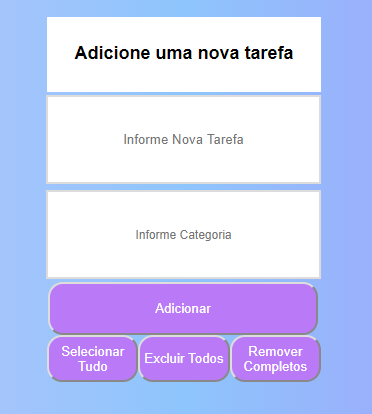 Adicione uma nova tarefa
Informe Nova Tarefa
Informe Categoria
Adicionar
Selecionar
Tudo
Excluir Todos
Remover
Completos